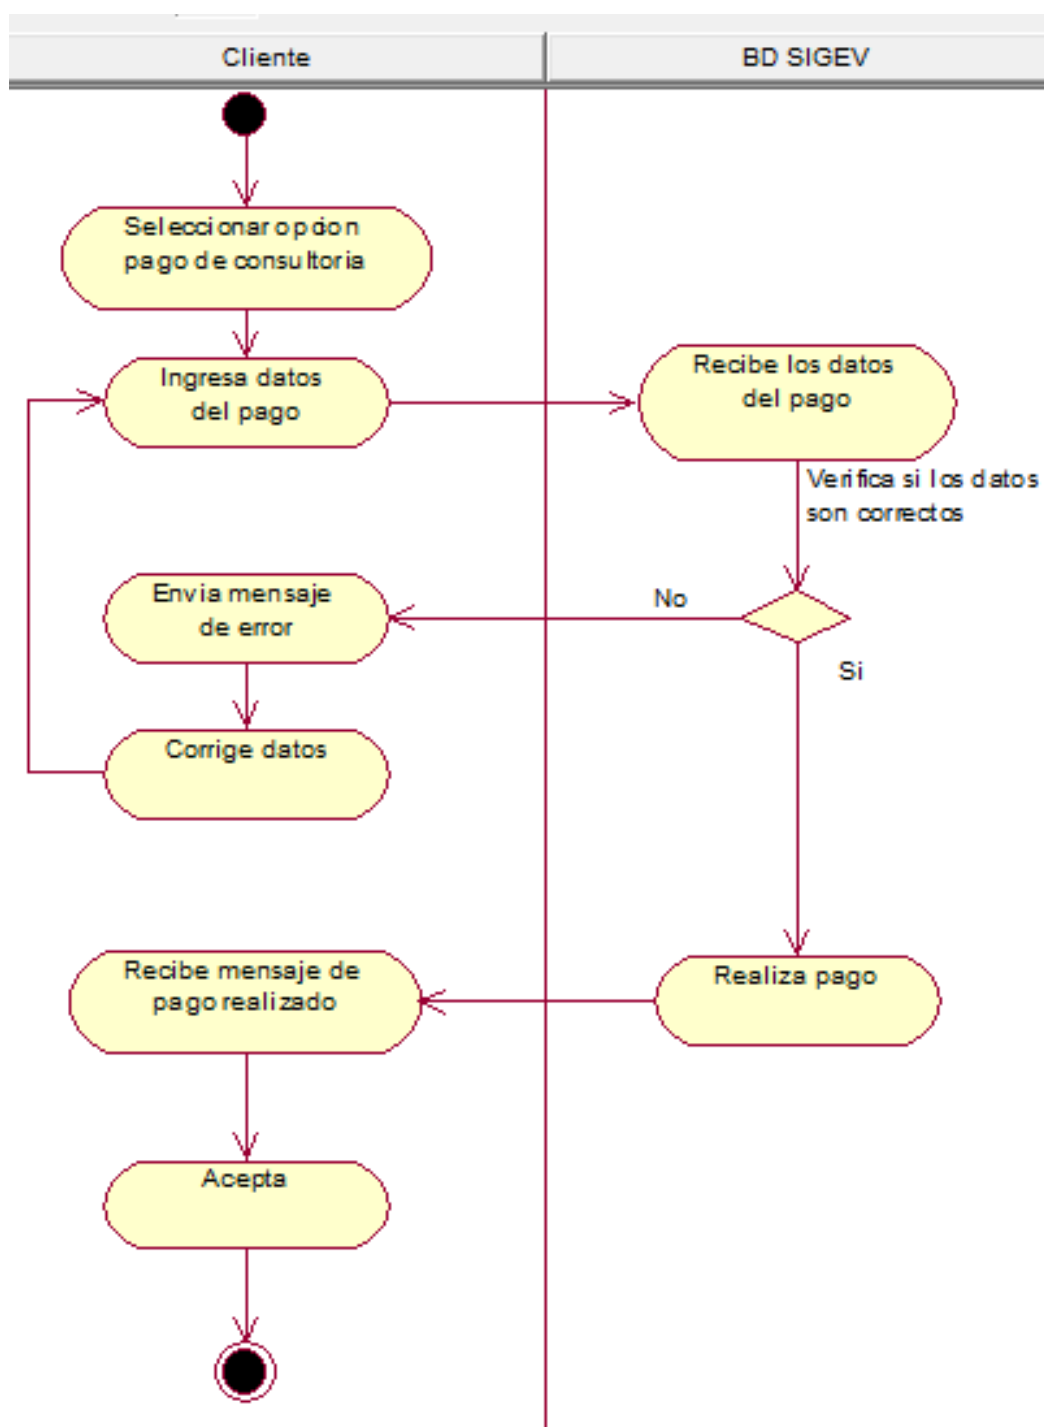 Cliente
BD SIGEV
Seleccionar opcion
pago de consultoria
Ingresa datos
del pago
Recibe los datos
del pago
Verifica si los datos
son correctos
Envia mensaje
de error
No
Si
Corrige datos
Recibe mensaje de
pago realizado
Realiza pago
Acepta